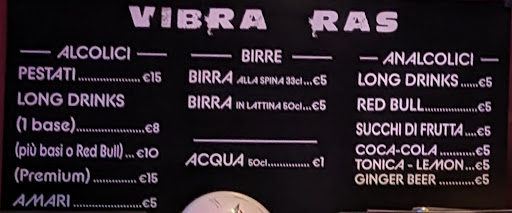 VIBRA RAS
ALCOLICI
PESTATI................€15
LONG DRINKS
(1 base)......................€8
(più basi o Red Bull)....€10
(Premium)..............€15
AMARI.....................€5
BIRRE
BIRRA ALLA SPINA 33cl...€5
BIRRA IN LATTINA 50cl...€5
ACQUA 50cl..............€1
ANALCOLICI
LONG DRINKS......€5
RED BULL................€5
SUCCHI DI FRUTTA....€5
COCA-COLA............€5
TONICA - LEMON...€5
GINGER BEER...........€5